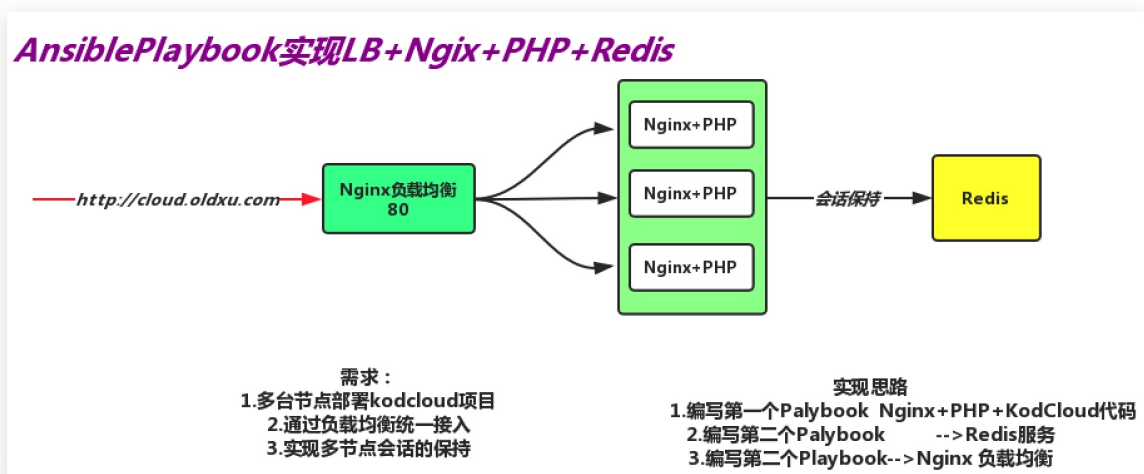 AnsiblePlaybook实现LB+Ngix+PHP+Redis
http://cloud.oldxu.com
Nginx负载均衡
80
Nginx+PHP
Nginx+PHP
Nginx+PHP
会话保持
Redis
需求：
1.多台节点部署kodcloud项目
2.通过负载均衡统一接入
3.实现多节点会话的保持
实现思路
1.编写第一个Palybook Nginx+PHP+KodCloud代码
2.编写第二个Palybook -->Redis服务
3.编写第二个Playbook-->Nginx 负载均衡